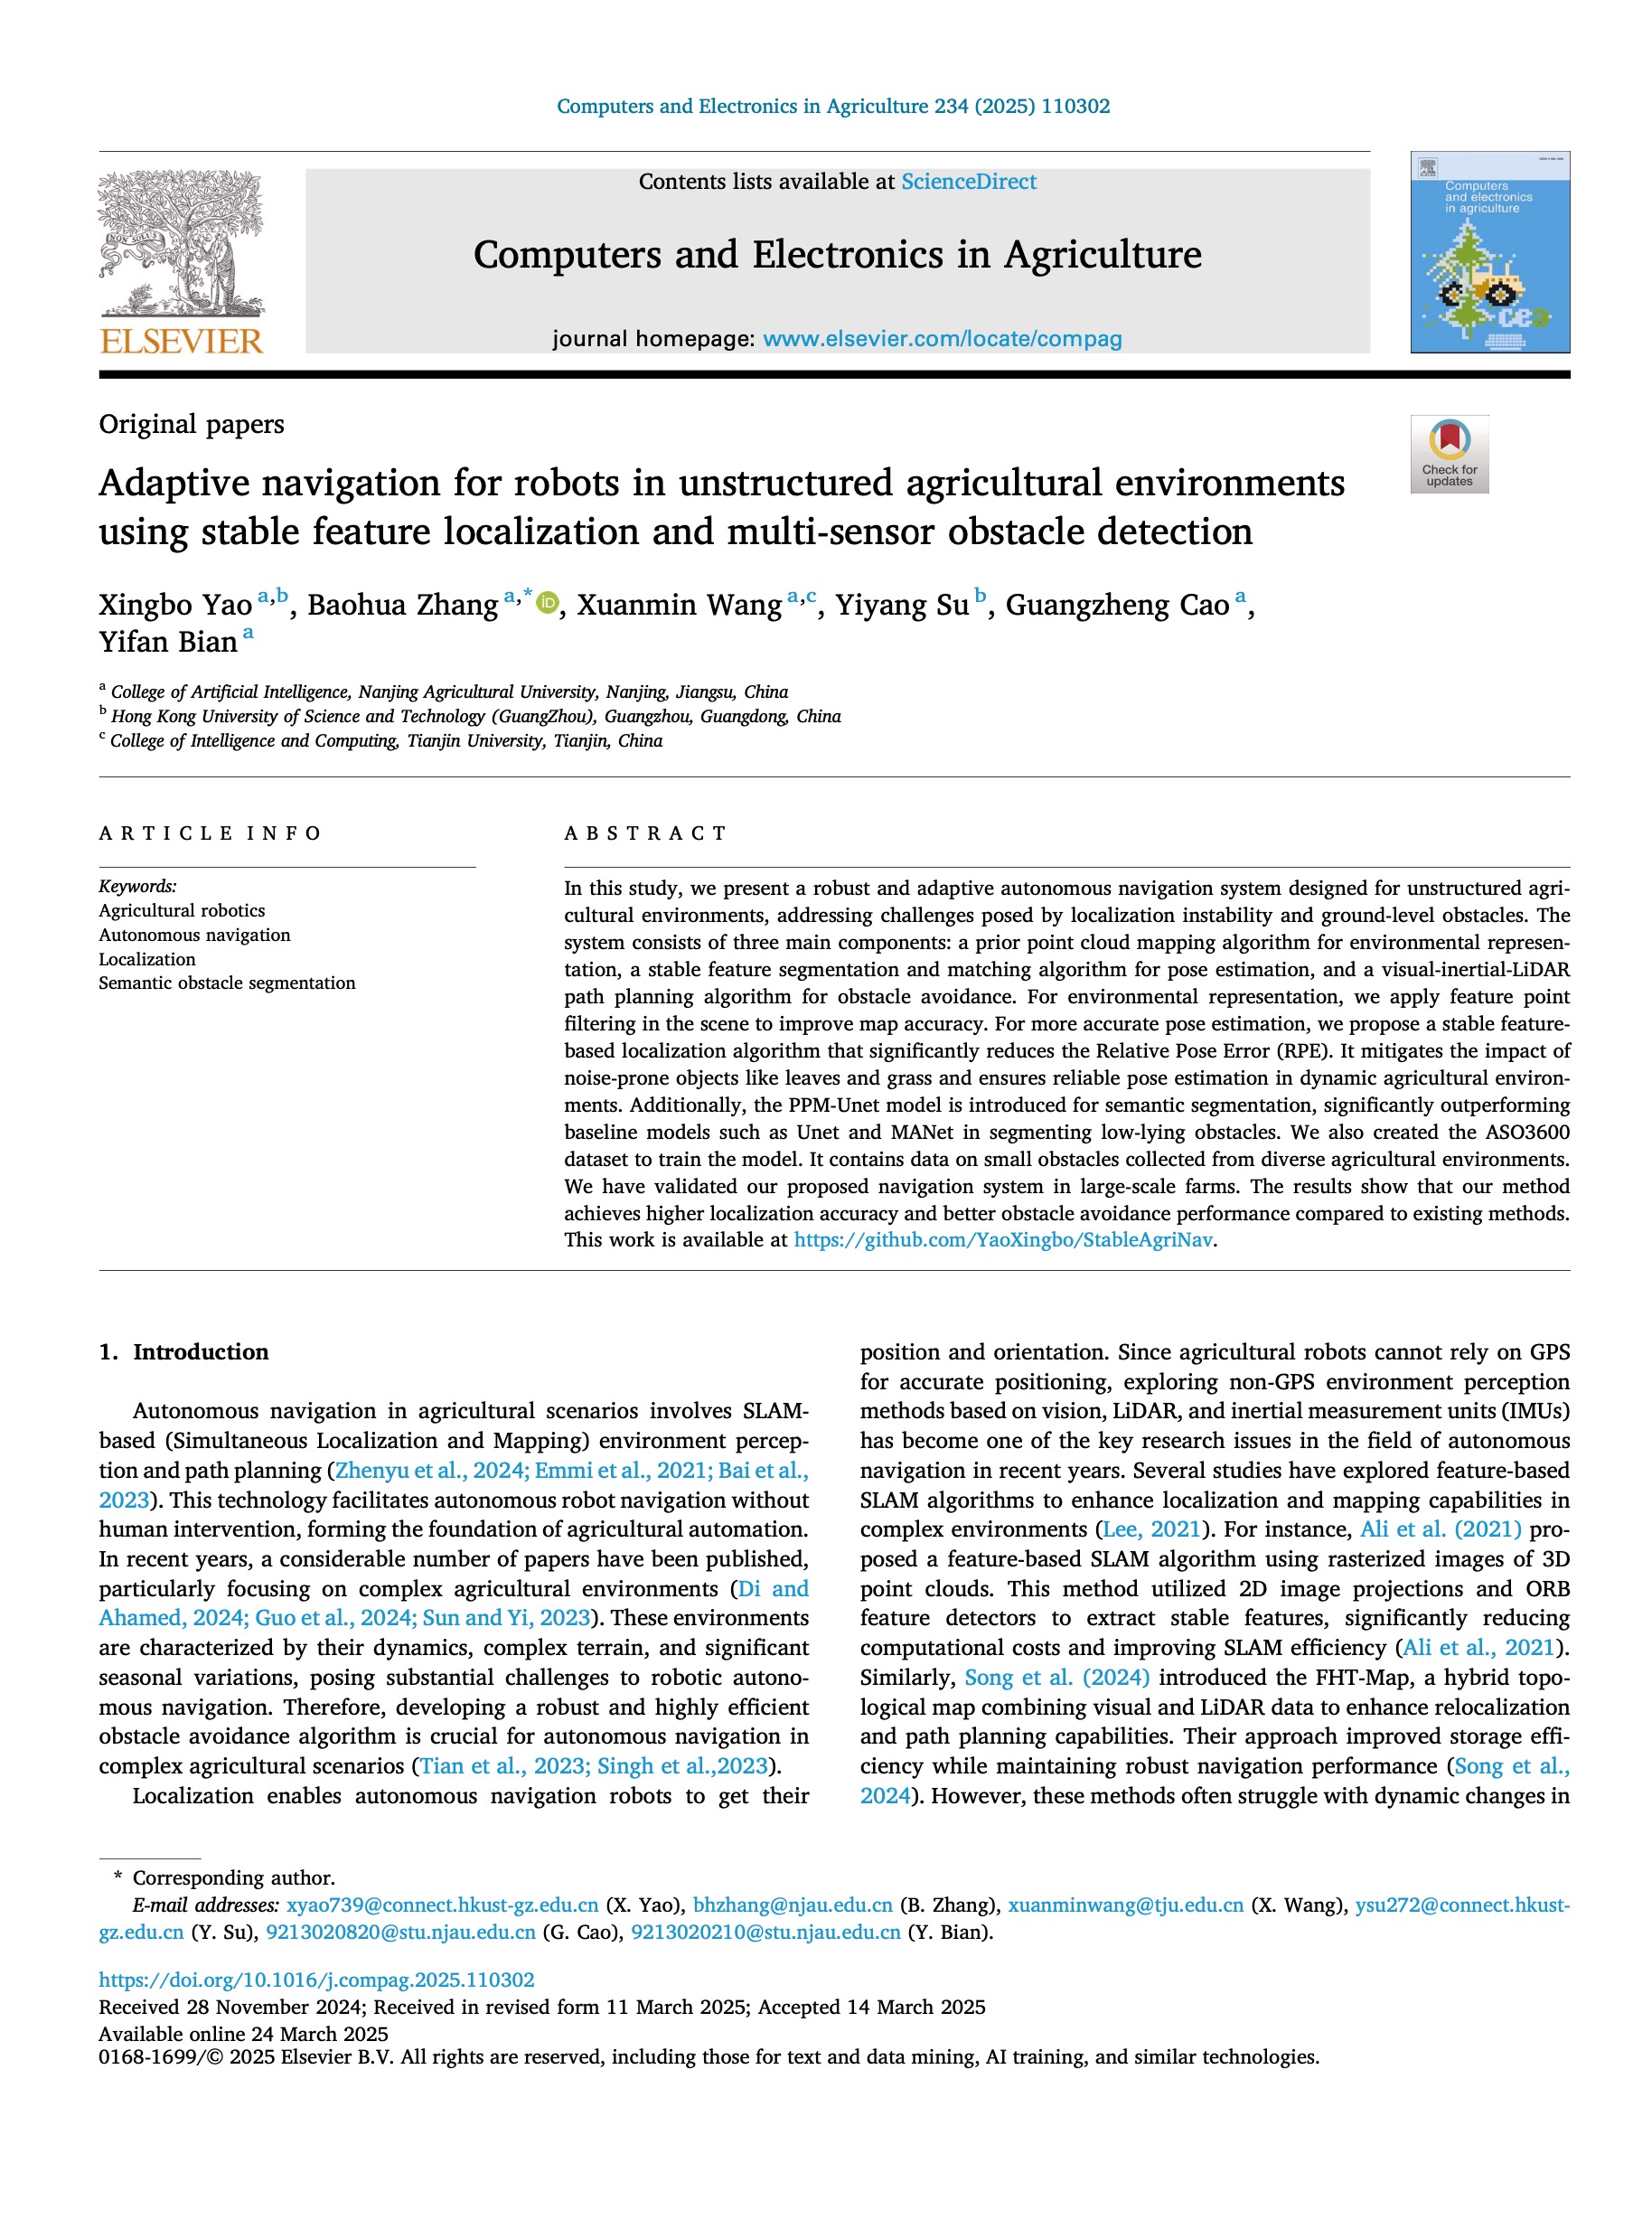 Computers and Electronics in Agriculture 234 (2025) 110302
Contents lists available at ScienceDirect
Computers and Electronics in Agriculture
journal homepage: www.elsevier.com/locate/compag
NON SOLUS
ELSEVIER
Computers
and electronics
in agriculture
Original papers
Check for
updates
Adaptive navigation for robots in unstructured agricultural environments
using stable feature localization and multi-sensor obstacle detection
Xingbo Yao a,b, Baohua Zhang a,* iD, Xuanmin Wang a,c, Yiyang Su b, Guangzheng Cao a,
Yifan Bian a
a College of Artificial Intelligence, Nanjing Agricultural University, Nanjing, Jiangsu, China
b Hong Kong University of Science and Technology (GuangZhou), Guangzhou, Guangdong, China
c College of Intelligence and Computing, Tianjin University, Tianjin, China
ARTICLE INFO
Keywords:
Agricultural robotics
Autonomous navigation
Localization
Semantic obstacle segmentation
ABSTRACT
In this study, we present a robust and adaptive autonomous navigation system designed for unstructured agri-
cultural environments, addressing challenges posed by localization instability and ground-level obstacles. The
system consists of three main components: a prior point cloud mapping algorithm for environmental represen-
tation, a stable feature segmentation and matching algorithm for pose estimation, and a visual-inertial-LiDAR
path planning algorithm for obstacle avoidance. For environmental representation, we apply feature point
filtering in the scene to improve map accuracy. For more accurate pose estimation, we propose a stable feature-
based localization algorithm that significantly reduces the Relative Pose Error (RPE). It mitigates the impact of
noise-prone objects like leaves and grass and ensures reliable pose estimation in dynamic agricultural environ-
ments. Additionally, the PPM-Unet model is introduced for semantic segmentation, significantly outperforming
baseline models such as Unet and MANet in segmenting low-lying obstacles. We also created the ASO3600
dataset to train the model. It contains data on small obstacles collected from diverse agricultural environments.
We have validated our proposed navigation system in large-scale farms. The results show that our method
achieves higher localization accuracy and better obstacle avoidance performance compared to existing methods.
This work is available at https://github.com/YaoXingbo/StableAgriNav.
1. Introduction
Autonomous navigation in agricultural scenarios involves SLAM-
based (Simultaneous Localization and Mapping) environment percep-
tion and path planning (Zhenyu et al., 2024; Emmi et al., 2021; Bai et al.,
2023). This technology facilitates autonomous robot navigation without
human intervention, forming the foundation of agricultural automation.
In recent years, a considerable number of papers have been published,
particularly focusing on complex agricultural environments (Di and
Ahamed, 2024; Guo et al., 2024; Sun and Yi, 2023). These environments
are characterized by their dynamics, complex terrain, and significant
seasonal variations, posing substantial challenges to robotic autono-
mous navigation. Therefore, developing a robust and highly efficient
obstacle avoidance algorithm is crucial for autonomous navigation in
complex agricultural scenarios (Tian et al., 2023; Singh et al.,2023).
Localization enables autonomous navigation robots to get their
position and orientation. Since agricultural robots cannot rely on GPS
for accurate positioning, exploring non-GPS environment perception
methods based on vision, LiDAR, and inertial measurement units (IMUs)
has become one of the key research issues in the field of autonomous
navigation in recent years. Several studies have explored feature-based
SLAM algorithms to enhance localization and mapping capabilities in
complex environments (Lee, 2021). For instance, Ali et al. (2021) pro-
posed a feature-based SLAM algorithm using rasterized images of 3D
point clouds. This method utilized 2D image projections and ORB
feature detectors to extract stable features, significantly reducing
computational costs and improving SLAM efficiency (Ali et al., 2021).
Similarly, Song et al. (2024) introduced the FHT-Map, a hybrid topo-
logical map combining visual and LiDAR data to enhance relocalization
and path planning capabilities. Their approach improved storage effi-
ciency while maintaining robust navigation performance (Song et al.,
2024). However, these methods often struggle with dynamic changes in
* Corresponding author.
E-mail addresses: xyao739@connect.hkust-gz.edu.cn (X. Yao), bhzhang@njau.edu.cn (B. Zhang), xuanminwang@tju.edu.cn (X. Wang), ysu272@connect.hkust-
gz.edu.cn (Y. Su), 9213020820@stu.njau.edu.cn (G. Cao), 9213020210@stu.njau.edu.cn (Y. Bian).
https://doi.org/10.1016/j.compag.2025.110302
Received 28 November 2024; Received in revised form 11 March 2025; Accepted 14 March 2025
Available online 24 March 2025
0168-1699/© 2025 Elsevier B.V. All rights are reserved, including those for text and data mining, AI training, and similar technologies.